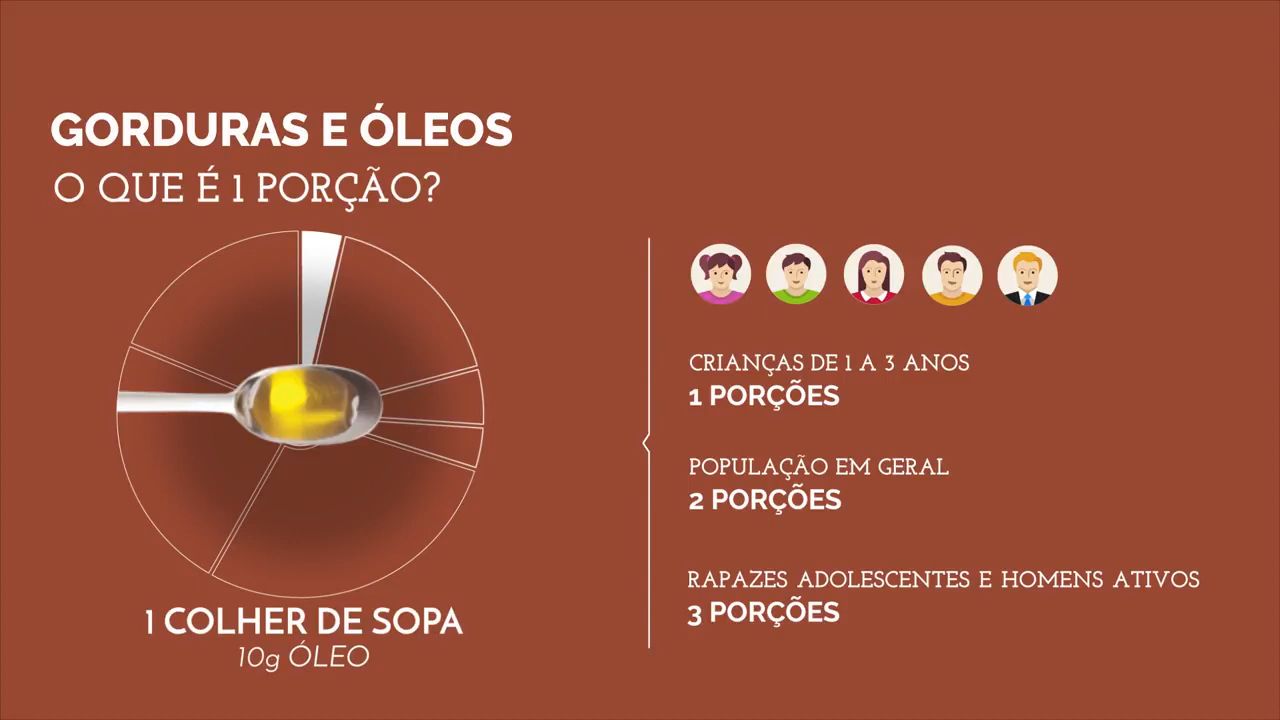 GORDURAS E ÓLEOS
O QUE É 1 PORÇÃO?
1 COLHER DE SOPA
10g ÓLEO
CRIANÇAS DE 1 A 3 ANOS
1 PORÇÕES
POPULAÇÃO EM GERAL
2 PORÇÕES
RAPAZES ADOLESCENTES E HOMENS ATIVOS
3 PORÇÕES